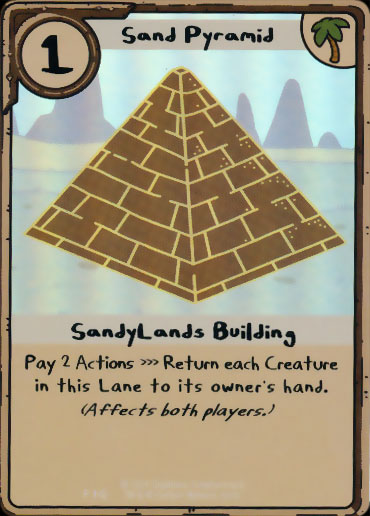 1
Sand Pyramid
SandyLands Building
Pay 2 Actions >>> Return each Creature
in this Lane to its owner's hand.
(Affects both players.)